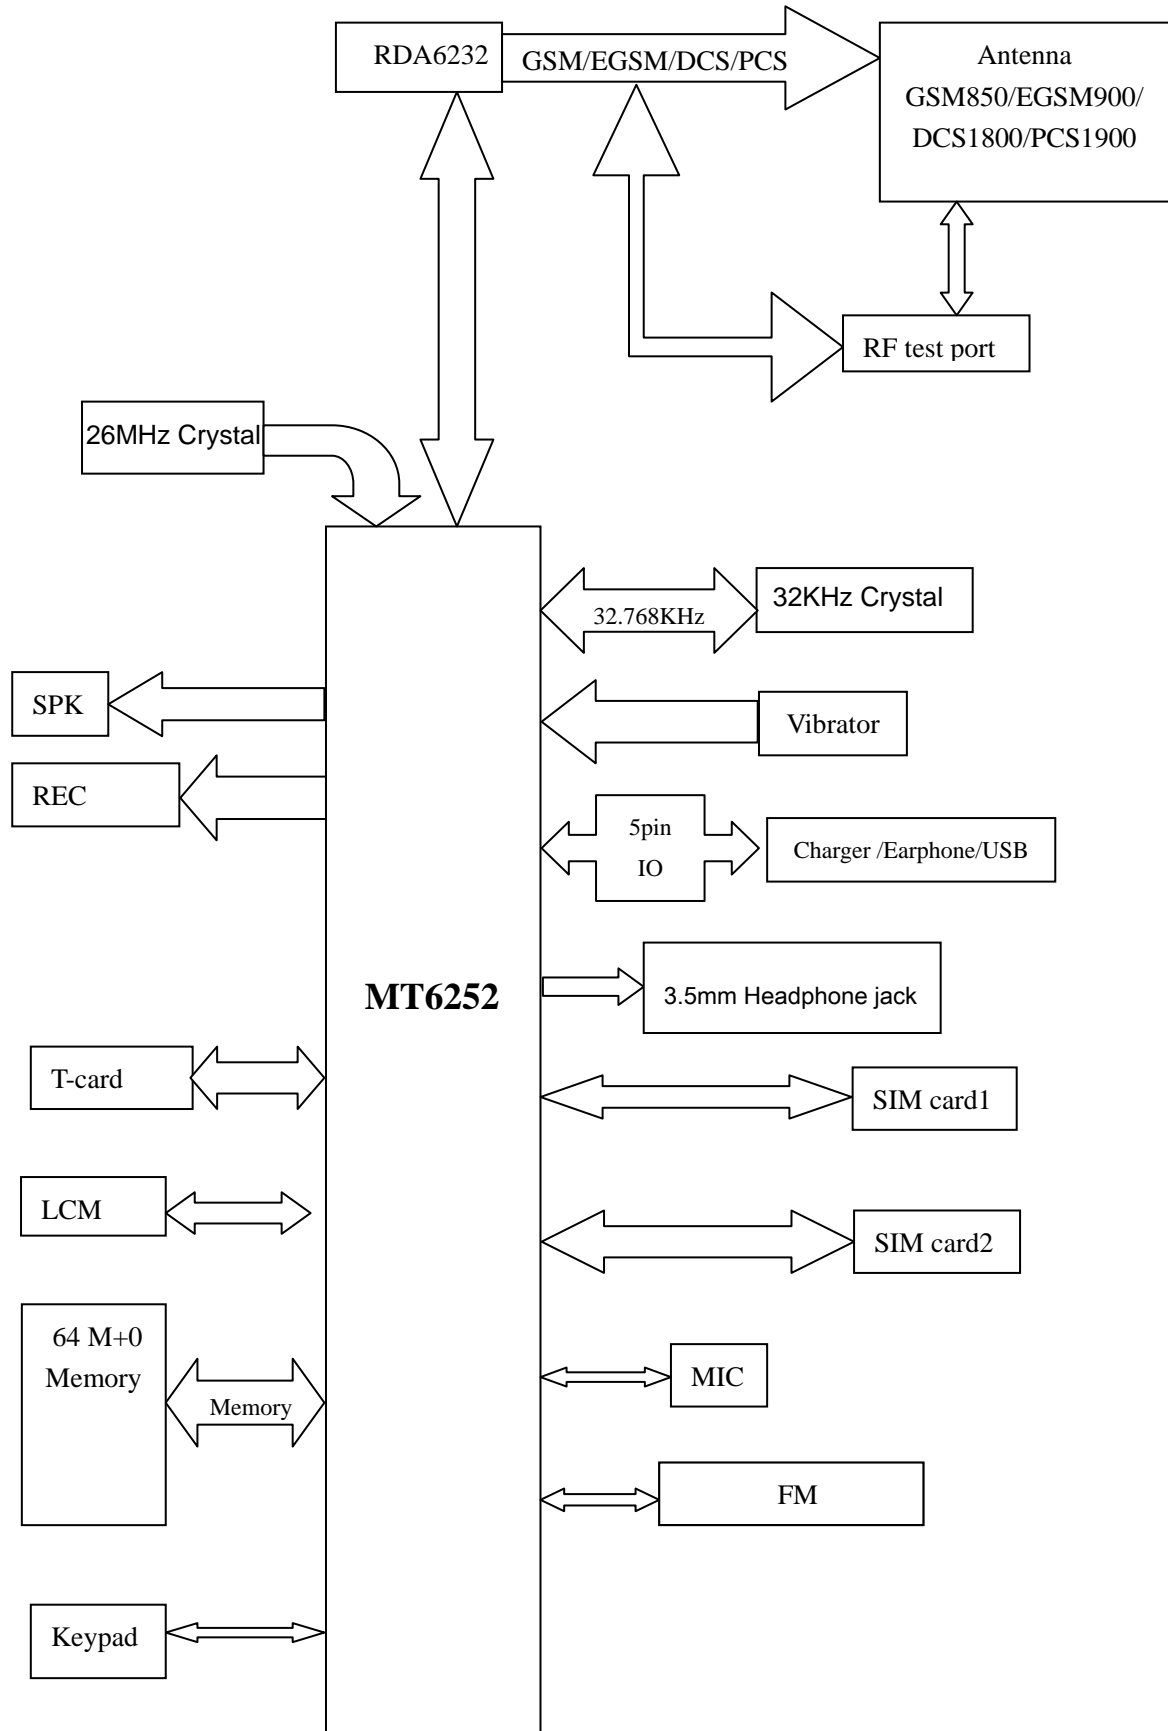 RDA6232
GSM/EGSM/DCS/PCS
Antenna
GSM850/EGSM900/
DCS1800/PCS1900
RF test port
26MHz Crystal
32.768KHz
32KHz Crystal
SPK
Vibrator
REC
5pin
IO
Charger /Earphone/USB
MT6252
3.5mm Headphone jack
T-card
SIM card1
LCM
SIM card2
64 M+0
Memory
Memory
MIC
FM
Keypad